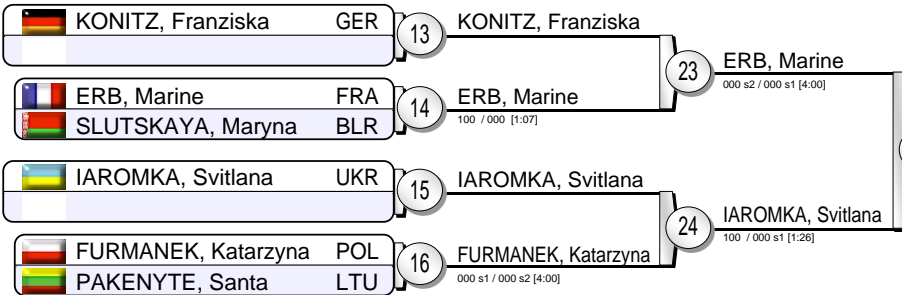 KONITZ, Franziska GER
13
KONITZ, Franziska
23
ERB, Marine
000 s2 / 000 s1 [4:00]
ERB, Marine FRA
SLUTSKAYA, Maryna BLR
14
ERB, Marine
100 / 000 [1:07]
IAROMKA, Svitlana UKR
15
IAROMKA, Svitlana
24
IAROMKA, Svitlana
100 / 000 s1 [1:26]
FURMANEK, Katarzyna POL
PAKENYTE, Santa LTU
16
FURMANEK, Katarzyna
000 s1 / 000 s2 [4:00]